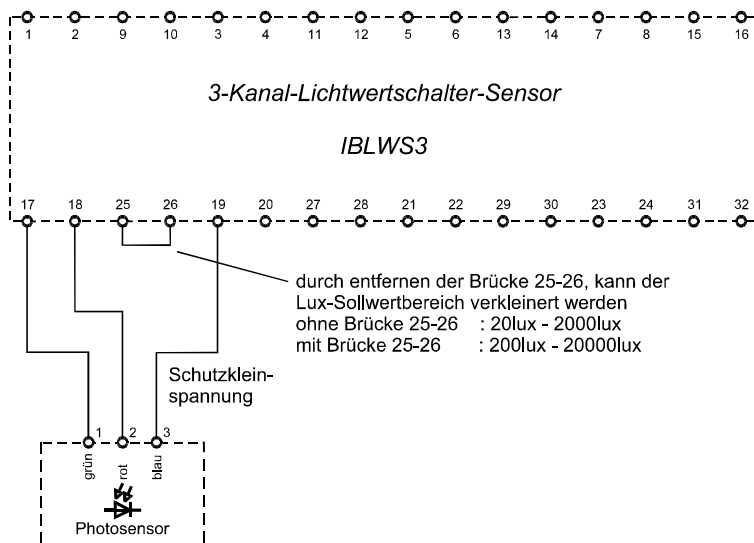 1 2 9 10 3 4 11 12 5 6 13 14 7 8 15 16
3-Kanal-Lichtwertschalter-Sensor
IBLWS3
17 18 25 26 19 20 27 28 21 22 29 30 23 24 31 32
durch entfernen der Brücke 25-26, kann der
Lux-Sollwertbereich verkleinert werden
ohne Brücke 25-26 : 20lux - 2000lux
mit Brücke 25-26 : 200lux - 20000lux
Schutzklein-
spannung
1 2 3
grün rot blau
Photosensor